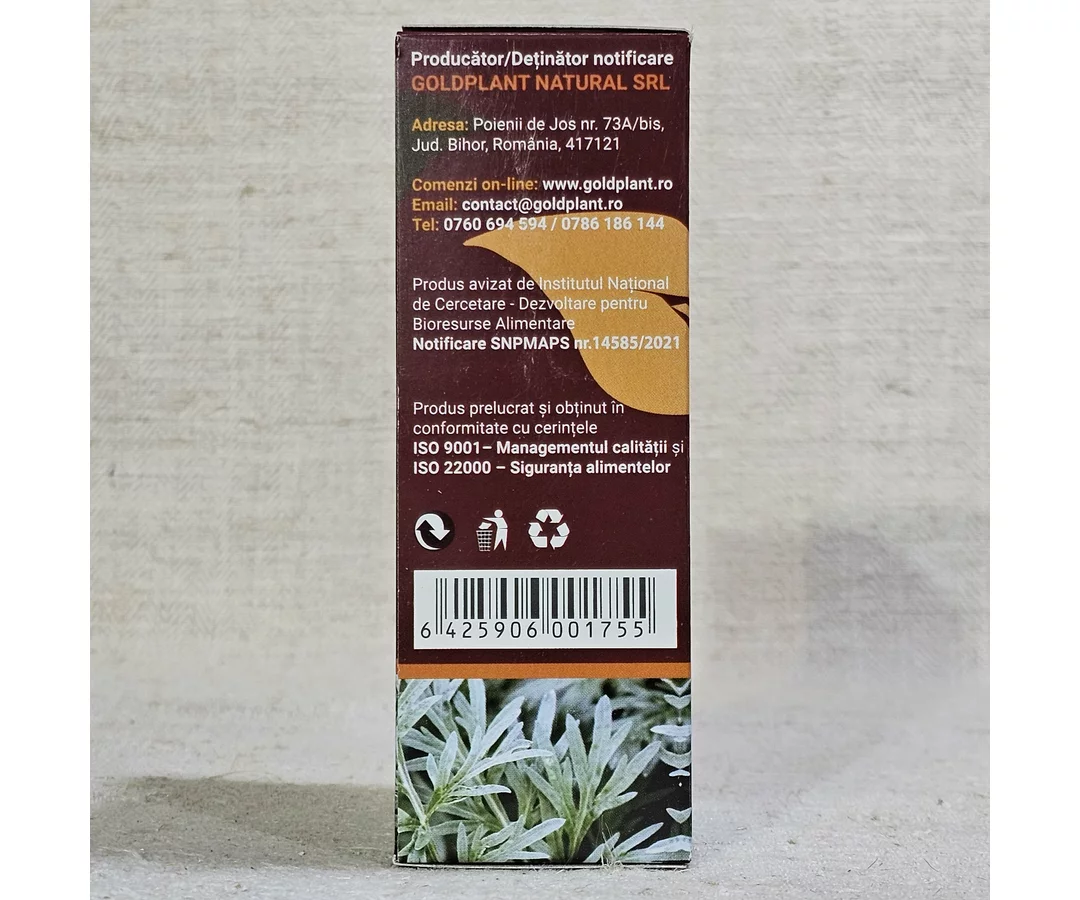 Producător/Deținător notificare
GOLDPLANT NATURAL SRL
Adresa: Poienii de Jos nr. 73A/bis,
Jud. Bihor, România, 417121
Comenzi on-line: www.goldplant.ro
Email: contact@goldplant.ro
Tel: 0760 694 594 / 0786 186 144
Produs avizat de Institutul Național
de Cercetare - Dezvoltare pentru
Bioresurse Alimentare
Notificare SNPMAPS nr.14585/2021
Produs prelucrat și obținut în
conformitate cu cerințele
ISO 9001– Managementul calității și
ISO 22000 – Siguranța alimentelor
6 425906 001755